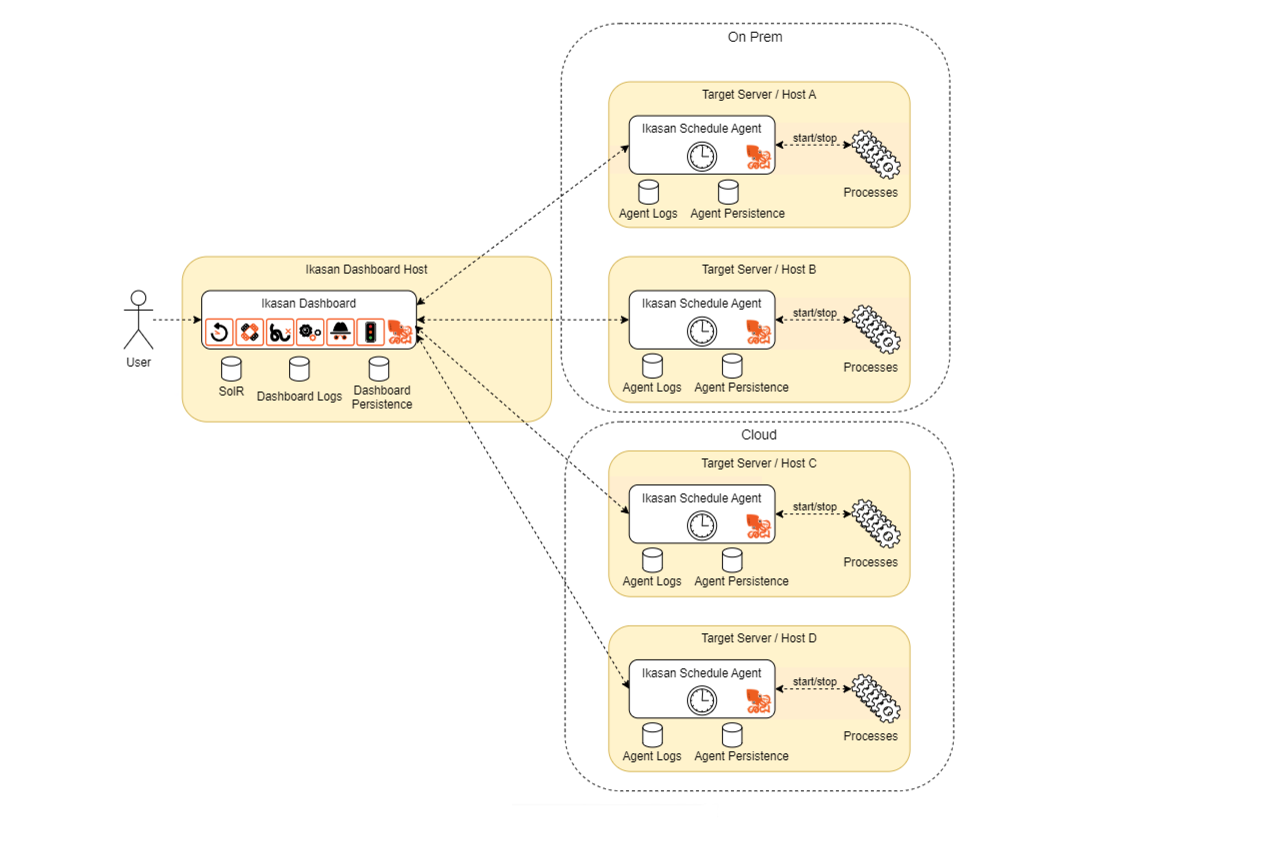 On Prem
Target Server / Host A
Ikasan Schedule Agent
start/stop
Processes
Agent Logs
Agent Persistence
Ikasan Dashboard Host
Ikasan Dashboard
User
SolR
Dashboard Logs
Dashboard
Persistence
Target Server / Host B
Ikasan Schedule Agent
start/stop
Processes
Agent Logs
Agent Persistence
Cloud
Target Server / Host C
Ikasan Schedule Agent
start/stop
Processes
Agent Logs
Agent Persistence
Target Server / Host D
Ikasan Schedule Agent
start/stop
Processes
Agent Logs
Agent Persistence